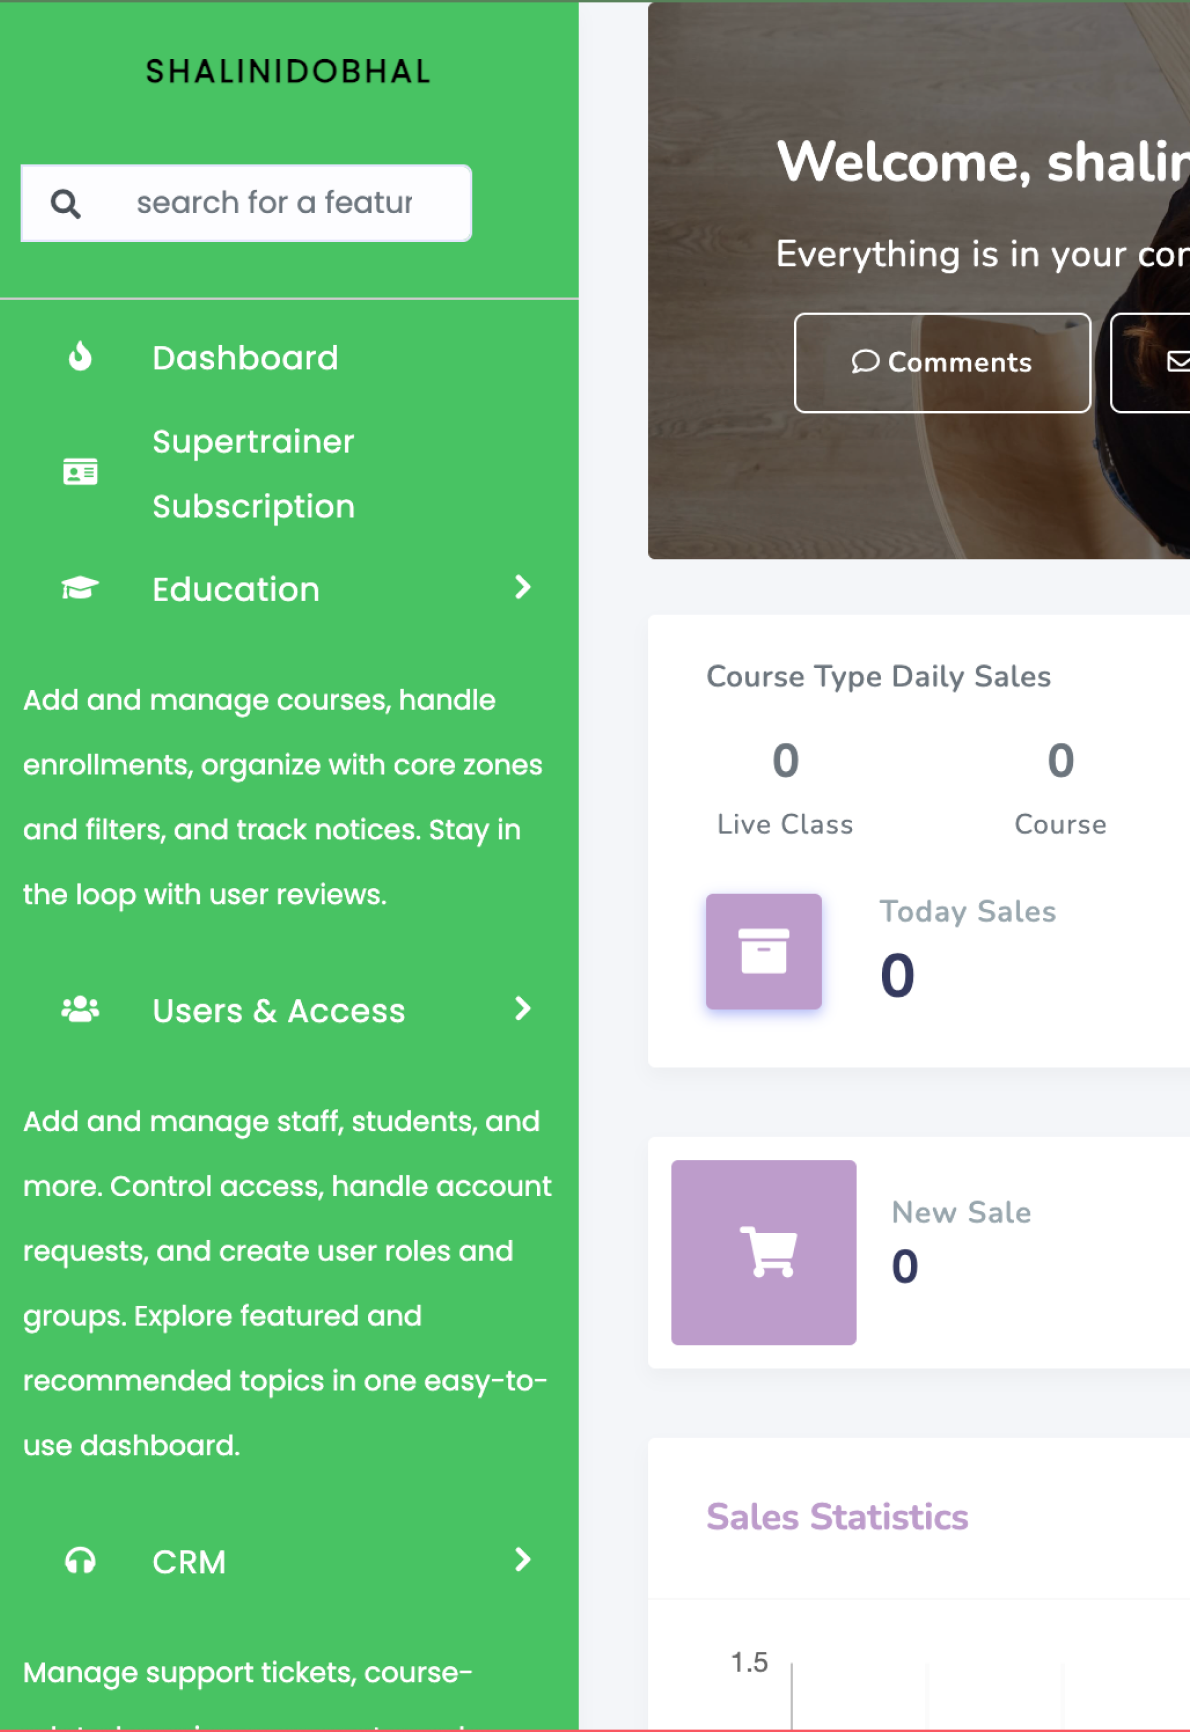 SHALINIDOBHAL
search for a featur
Dashboard
Supertrainer
Subscription
Education
Add and manage courses, handle
enrollments, organize with core zones
and filters, and track notices. Stay in
the loop with user reviews.
Users & Access
Add and manage staff, students, and
more. Control access, handle account
requests, and create user roles and
groups. Explore featured and
recommended topics in one easy-to-
use dashboard.
CRM
Manage support tickets, course-
Welcome, shalin
Everything is in your con
Comments
Course Type Daily Sales
0
Live Class
0
Course
Today Sales
0
New Sale
0
Sales Statistics
1.5